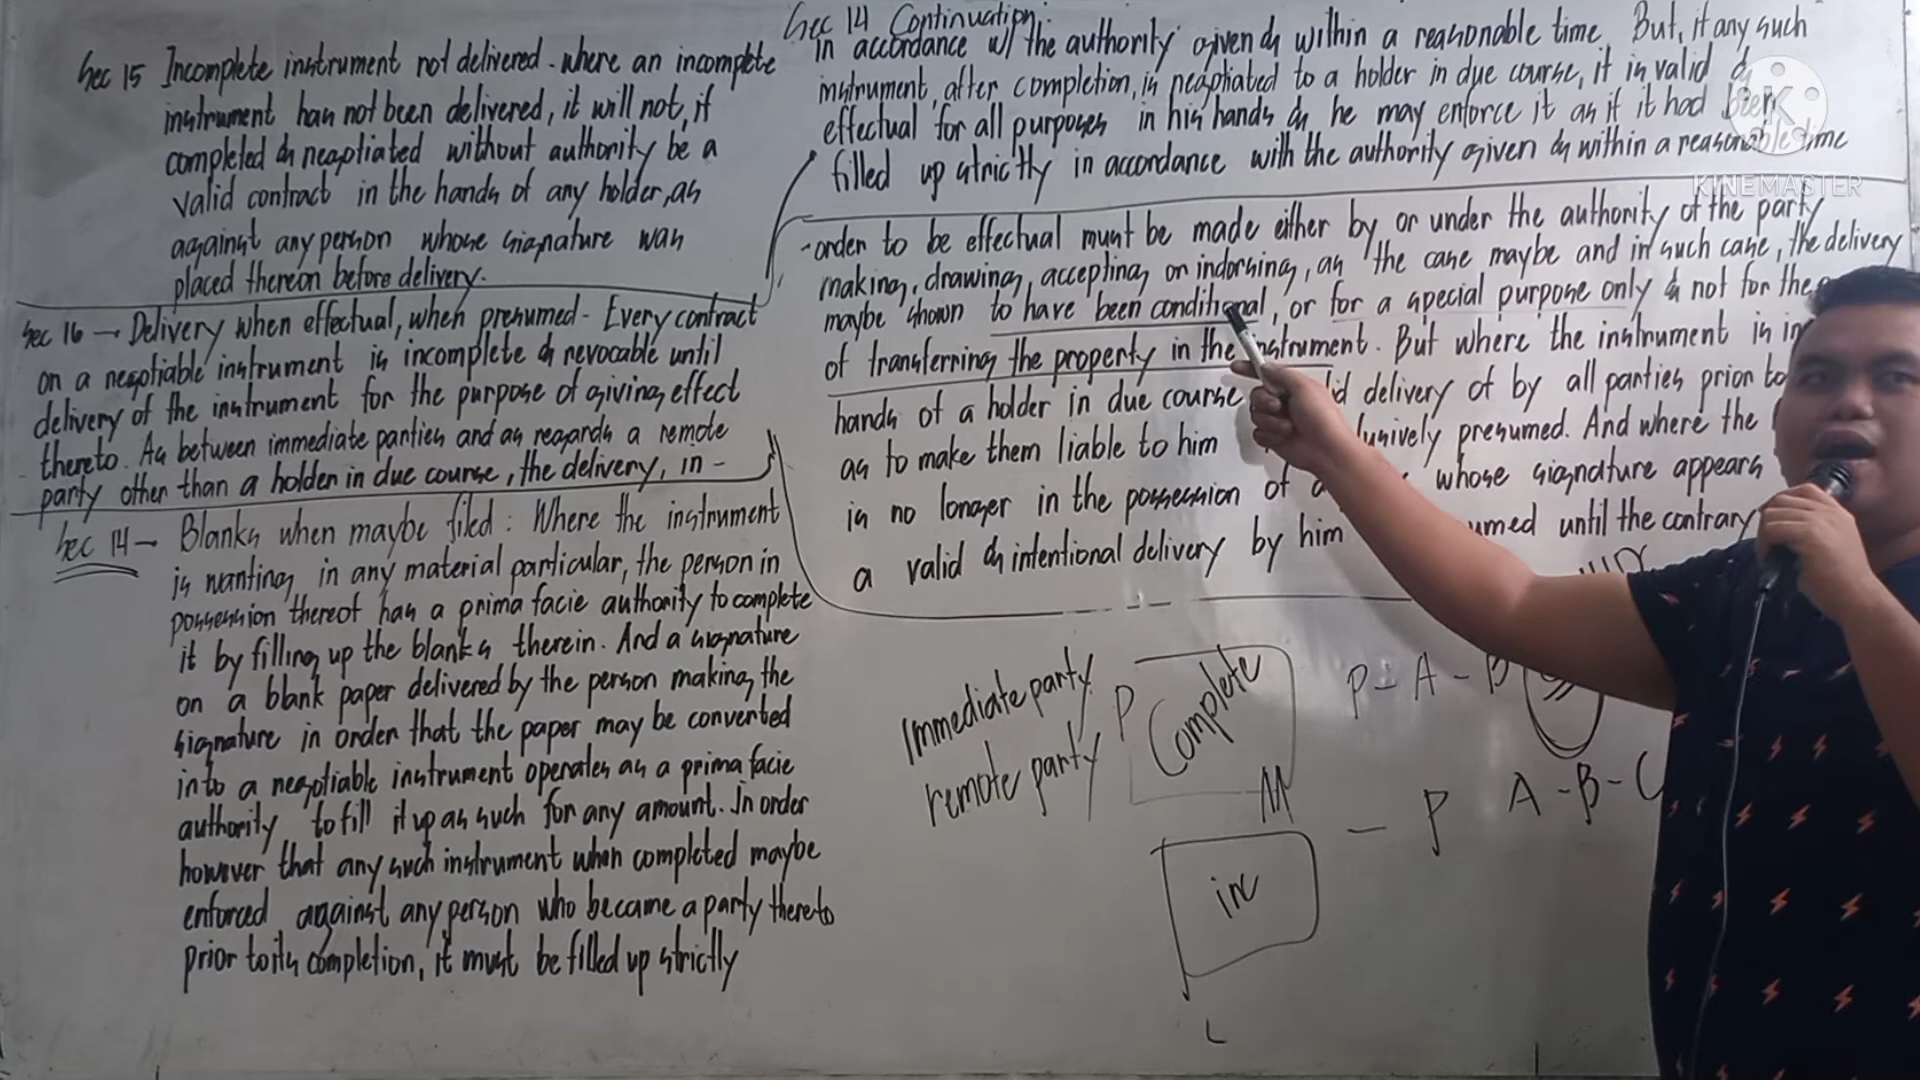 Sec 15 Incomplete instrument not delivered - where an incomplete
instrument has not been delivered, it will not, if
completed & negotiated without authority be a
valid contract in the hands of any holder, as
against any person whose signature was
placed thereon before delivery.
Sec 16 - Delivery when effectual, when presumed - Every contract
on a negotiable instrument is incomplete & revocable until
delivery of the instrument for the purpose of giving effect
thereto. As between immediate parties and as regards a remote
party other than a holder in due course, the delivery, in -
Sec 14 - Blanks when maybe filed : Where the instrument
is wanting in any material particular, the person in
possession thereof has a prima facie authority to complete
it by filling up the blanks therein. And a signature
on a blank paper delivered by the person making the
signature in order that the paper may be converted
into a negotiable instrument operates as a prima facie
authority to fill it up as such for any amount. In order
however that any such instrument when completed maybe
enforced against any person who became a party thereto
prior to its completion, it must be filled up strictly
Sec 14 Continuation:
in accordance w/ the authority given & within a reasonable time. But, if any such
instrument, after completion, is negotiated to a holder in due course, it is valid &
effectual for all purposes in his hands & he may enforce it as if it had been
filled up strictly in accordance with the authority given & within a reasonable time
KINEMASTER
-order to be effectual must be made either by or under the authority of the party
making, drawing, accepting or indorsing, as the case maybe and in such case, the delivery
maybe shown to have been conditional, or for a special purpose only & not for the
of transferring the property in the instrument. But where the instrument is in
hands of a holder in due course delivery of by all parties prior to
as to make them liable to him presumed. And where the
is no longer in the possession of a whose signature appears
a valid & intentional delivery by him until the contrary
Immediate party
remote party
P
Complete
M
P - A - B
- P A - B - C
inc
L